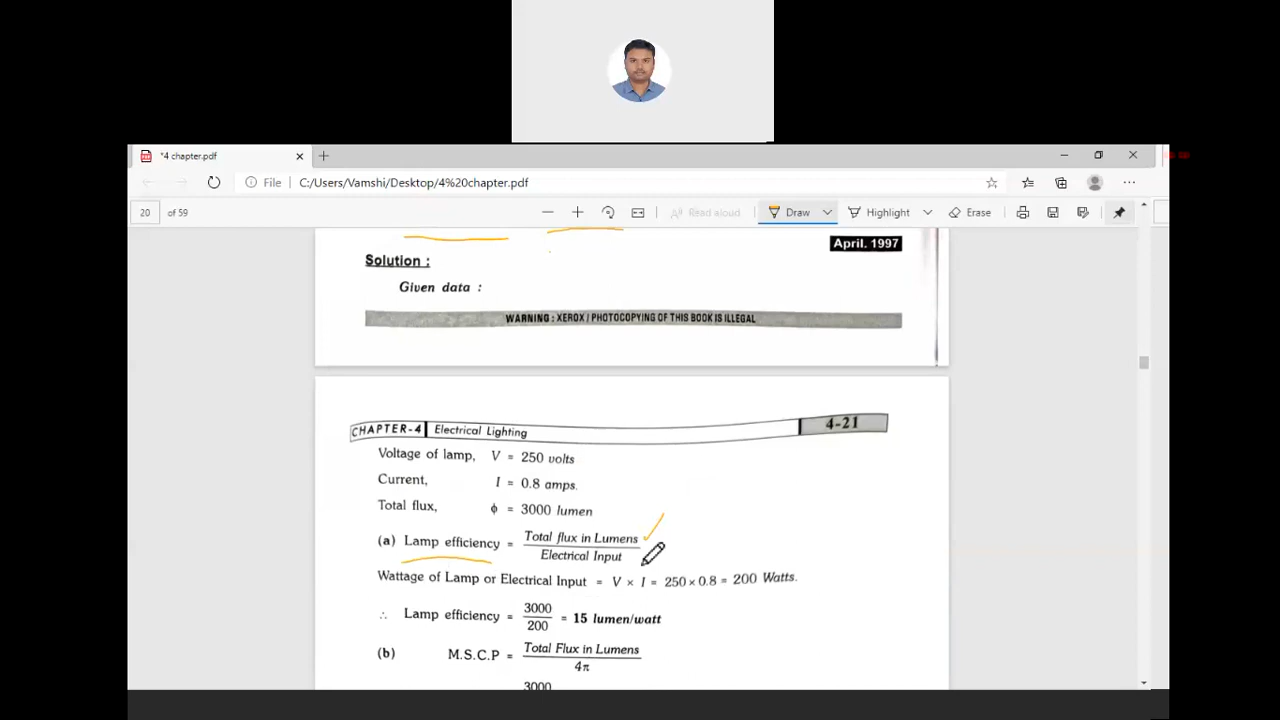 *4 chapter.pdf
File | C:/Users/Vamshi/Desktop/4%20chapter.pdf
20 of 59 Read aloud Draw Highlight Erase
April. 1997
Solution :
Given data :
WARNING : XEROX / PHOTOCOPYING OF THIS BOOK IS ILLEGAL
CHAPTER-4 Electrical Lighting 4-21
Voltage of lamp, V = 250 volts
Current, I = 0.8 amps.
Total flux, ϕ = 3000 lumen
(a) Lamp efficiency = Total flux in Lumens
Electrical Input
Wattage of Lamp or Electrical Input = V × I = 250 × 0.8 = 200 Watts.
∴ Lamp efficiency = 3000
200 = 15 lumen/watt
(b) M.S.C.P = Total Flux in Lumens
4π
3000